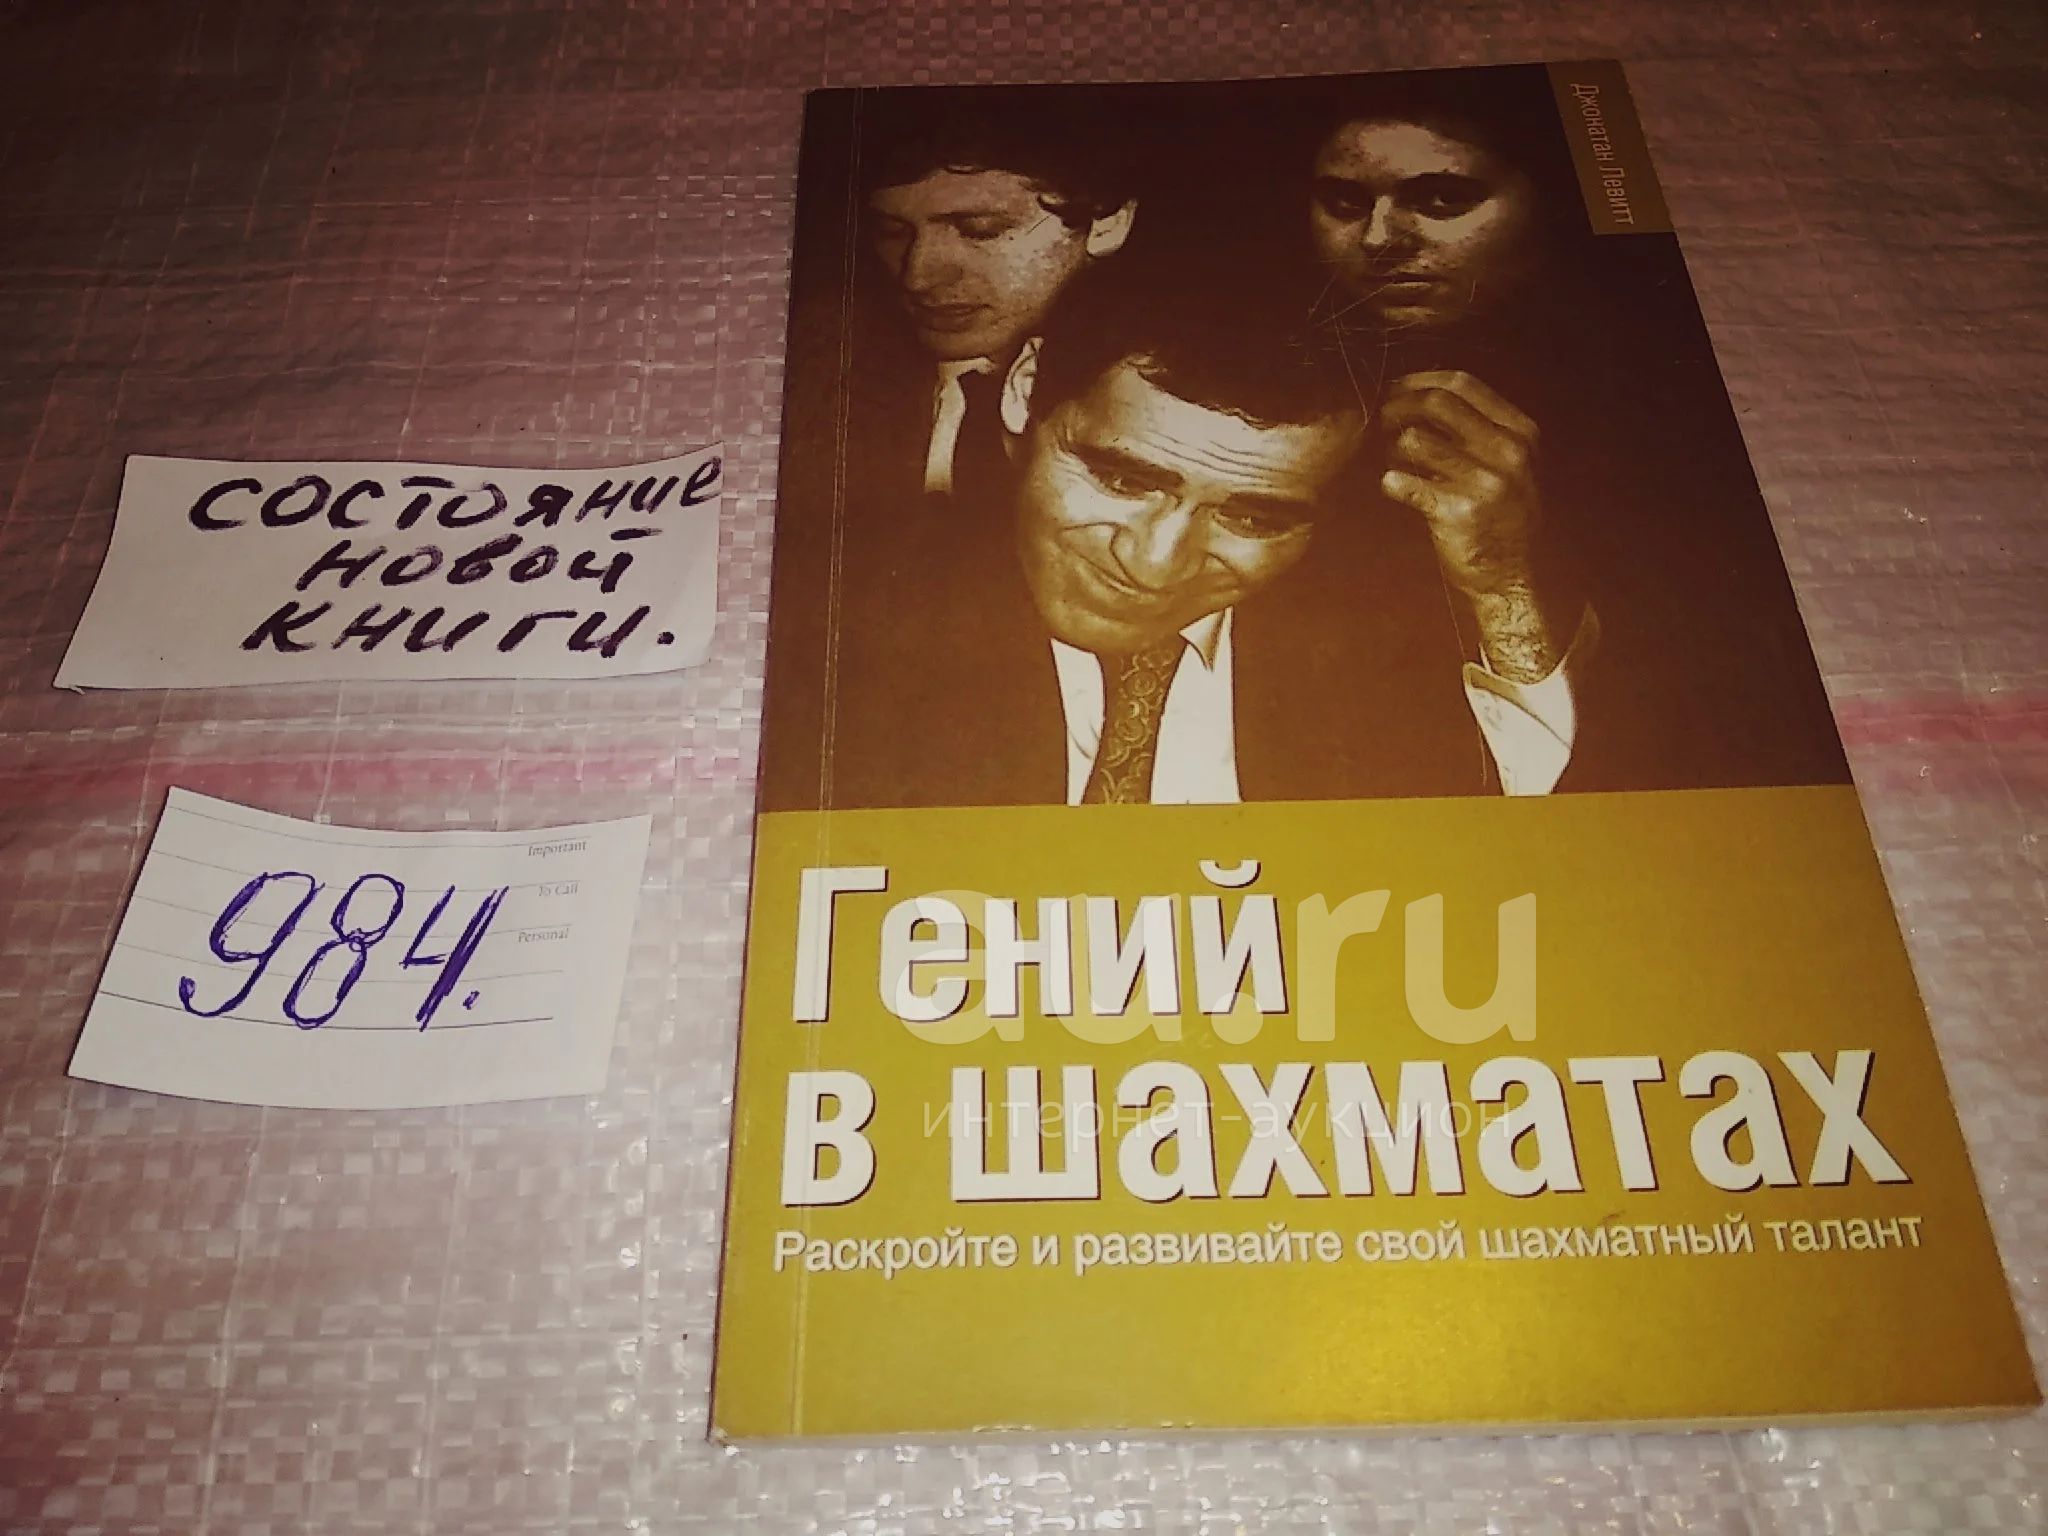 Джонатан Левитт
состояние
новой
книги.
Important
To Call
Personal
984.
Гений
в шахматах
Раскройте и развивайте свой шахматный талант
au.ru
интернет-аукцион